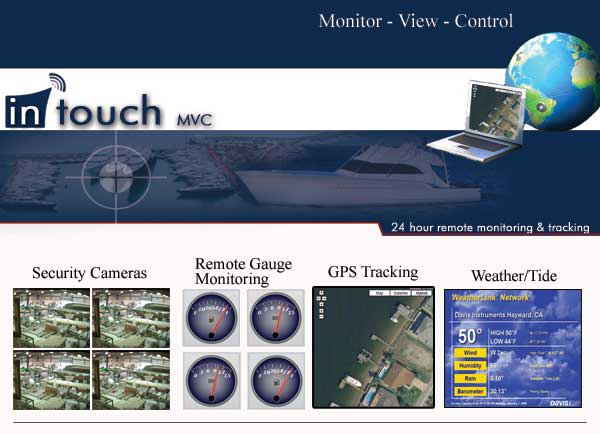 Monitor - View - Control
in touch MVC
24 hour remote monitoring & tracking
Security Cameras
Remote Gauge
Monitoring
GPS Tracking
Weather/Tide
Map Satellite Hybrid
WeatherLink Network
Davis Instruments Hayward, CA
50°
HIGH 50°F
LOW 44°F
Wind
Humidity
Rain 0.10"
Barometer 30.13"
DAVIS